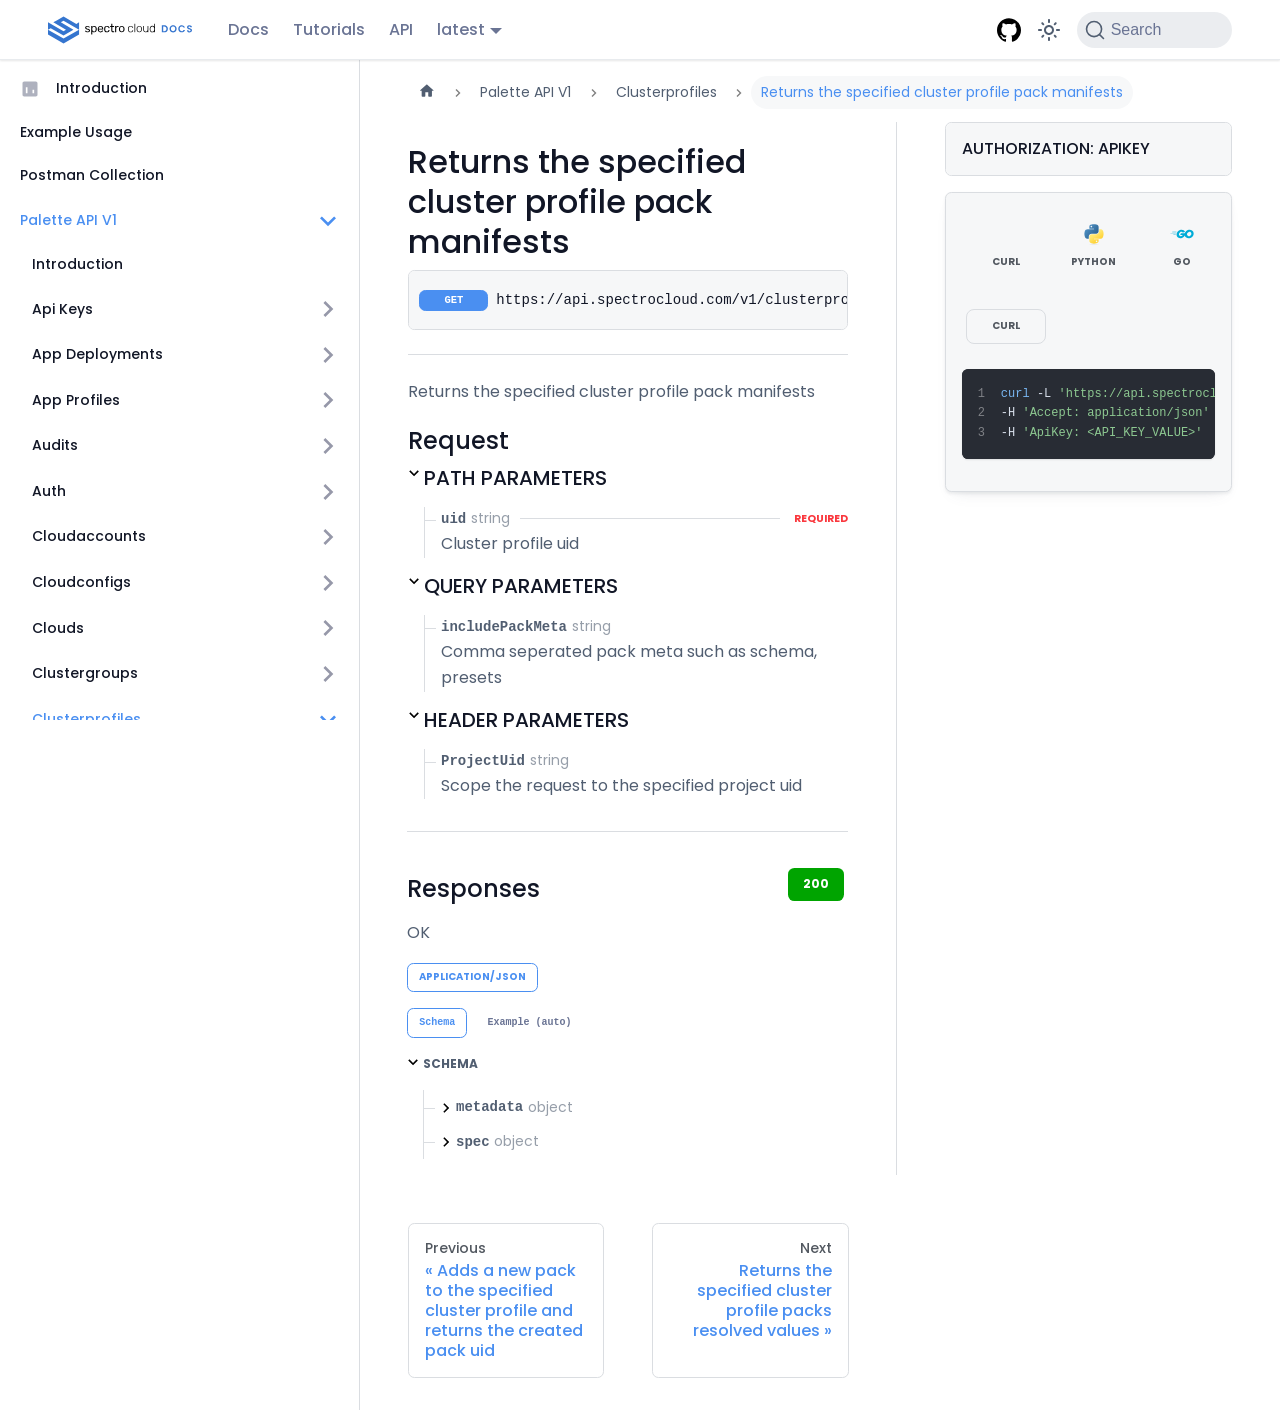 spectro cloud DOCS
Docs
Tutorials
API
latest
Search
Introduction
Example Usage
Postman Collection
Palette API V1
Introduction
Api Keys
App Deployments
App Profiles
Audits
Auth
Cloudaccounts
Cloudconfigs
Clouds
Clustergroups
Clusterprofiles
Palette API V1
Clusterprofiles
Returns the specified cluster profile pack manifests
Returns the specified
cluster profile pack
manifests
GET https://api.spectrocloud.com/v1/clusterpro
Returns the specified cluster profile pack manifests
Request
PATH PARAMETERS
uid string REQUIRED
Cluster profile uid
QUERY PARAMETERS
includePackMeta string
Comma seperated pack meta such as schema,
presets
HEADER PARAMETERS
ProjectUid string
Scope the request to the specified project uid
Responses
200
OK
APPLICATION/JSON
Schema
Example (auto)
SCHEMA
metadata object
spec object
Previous
« Adds a new pack
to the specified
cluster profile and
returns the created
pack uid
Next
Returns the
specified cluster
profile packs
resolved values »
AUTHORIZATION: APIKEY
CURL
PYTHON
GO
CURL
1 curl -L 'https://api.spectrocl
2 -H 'Accept: application/json'
3 -H 'ApiKey: <API_KEY_VALUE>'